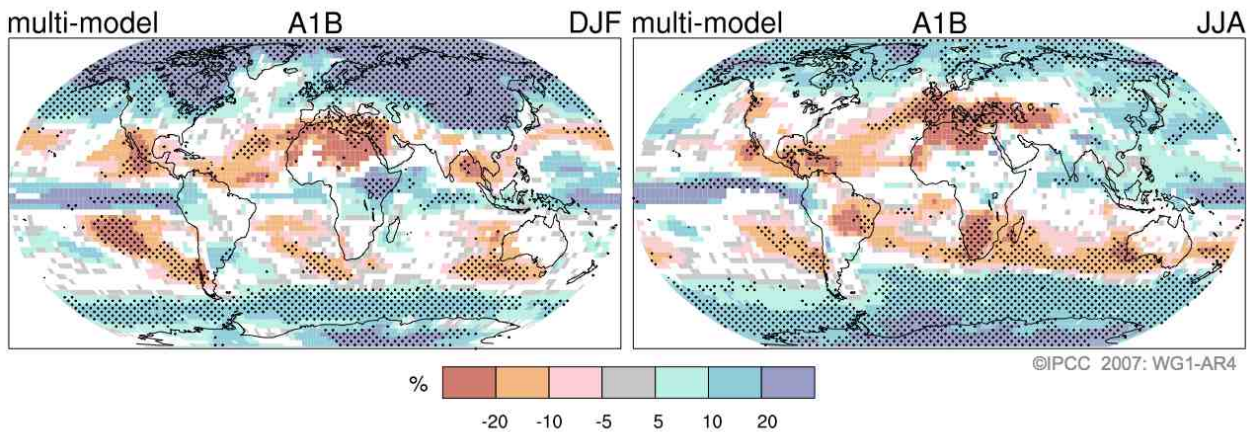 multi-model A1B DJF
multi-model A1B JJA
©IPCC 2007: WG1-AR4
%
-20 -10 -5 5 10 20